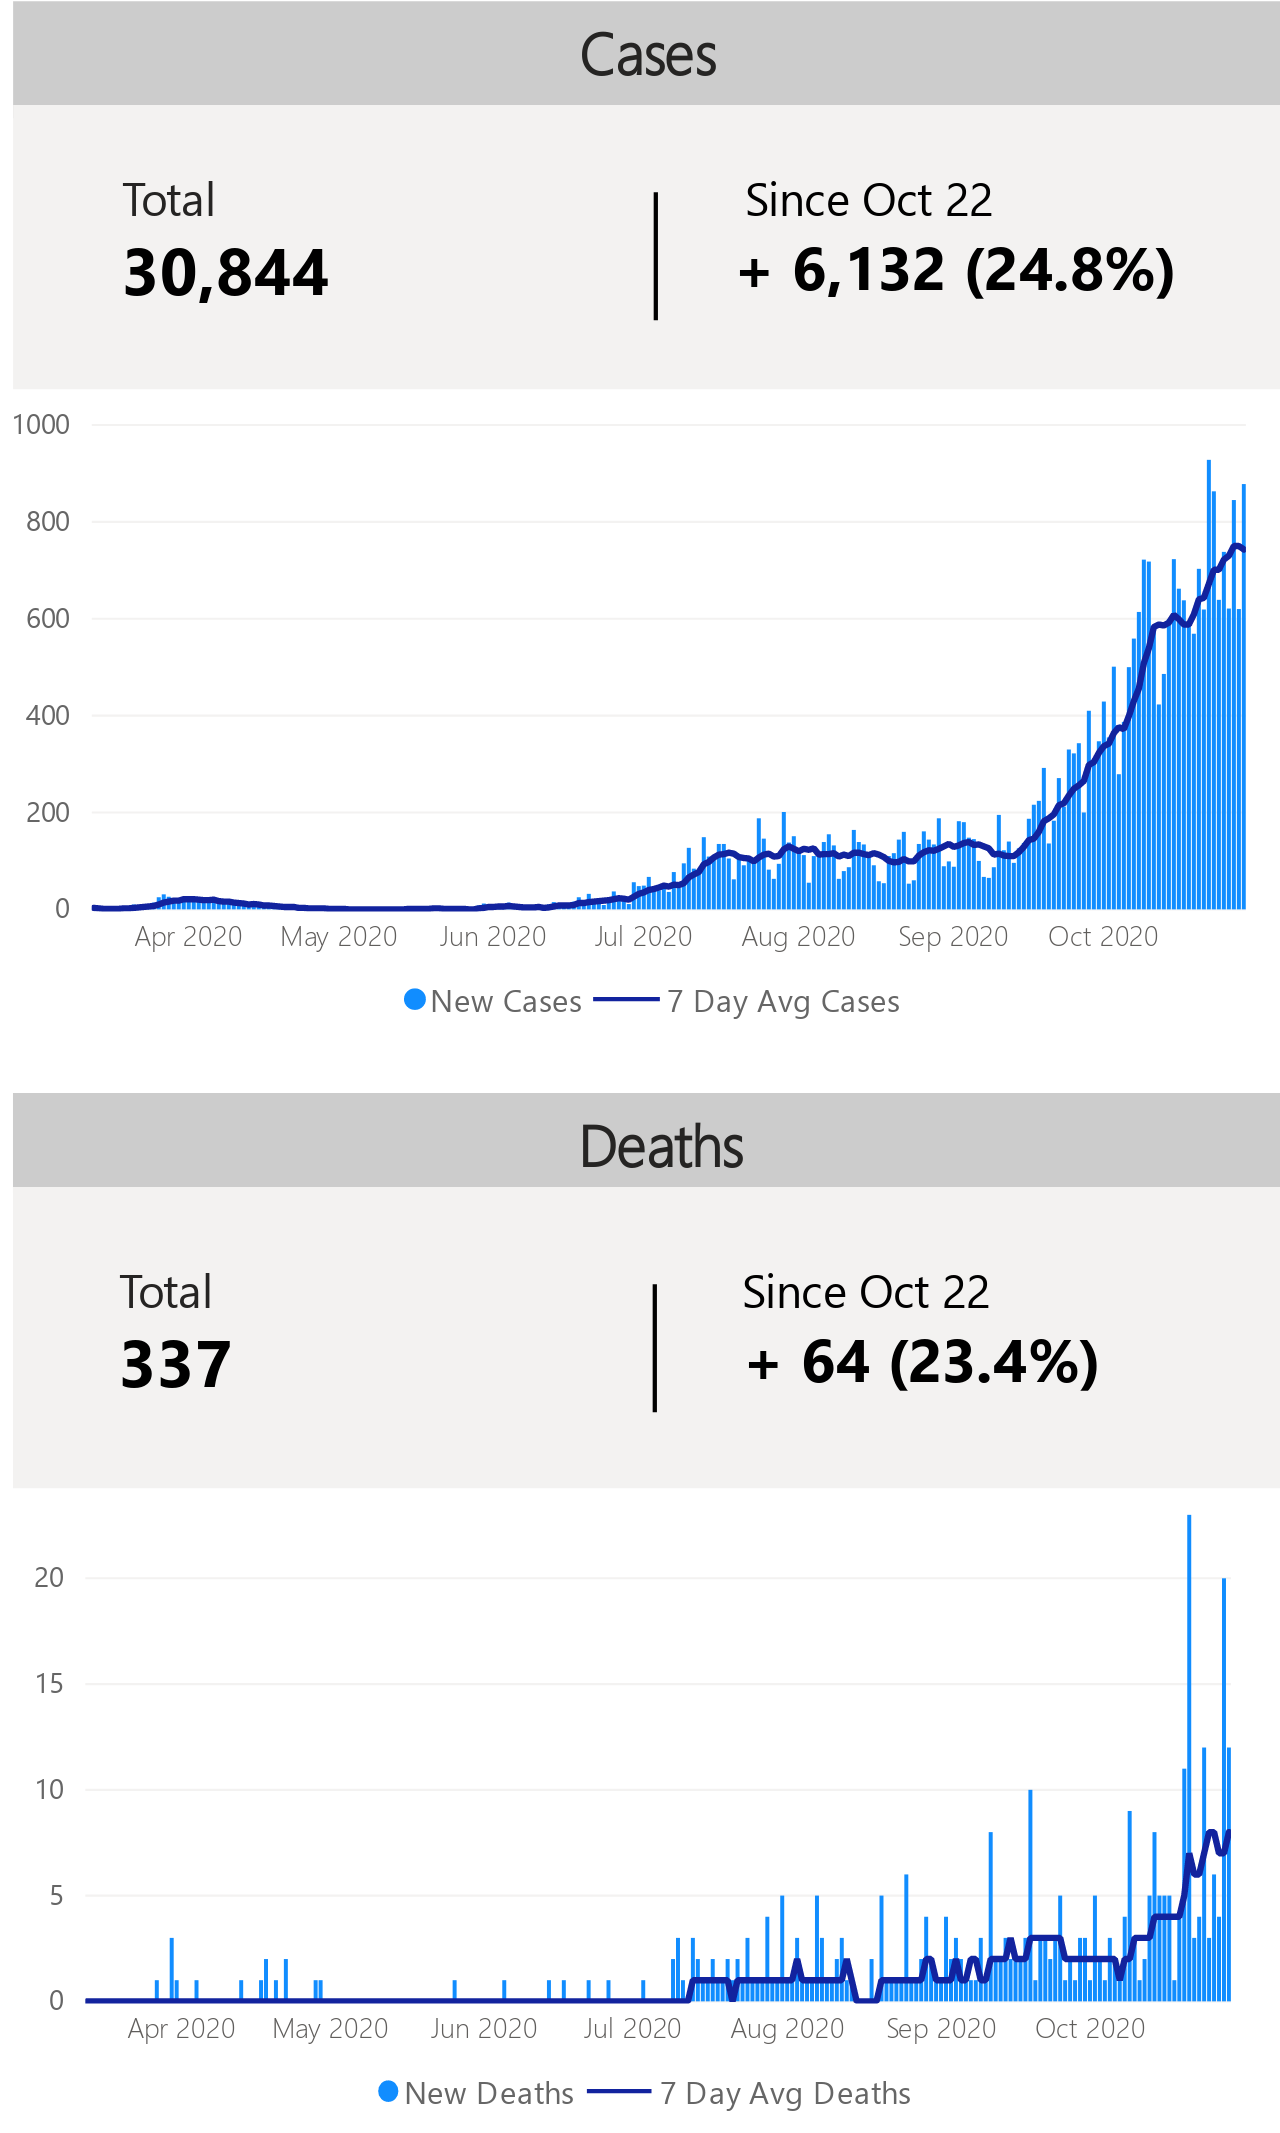 Cases
Total
Since Oct 22
30,844
+ 6,132 (24.8%)
1000
800
600
400
200
0
Apr 2020 May 2020 Jun 2020 Jul 2020 Aug 2020 Sep 2020 Oct 2020
New Cases 7 Day Avg Cases
Deaths
Total
Since Oct 22
337
+ 64 (23.4%)
20
15
10
5
0
Apr 2020 May 2020 Jun 2020 Jul 2020 Aug 2020 Sep 2020 Oct 2020
New Deaths 7 Day Avg Deaths